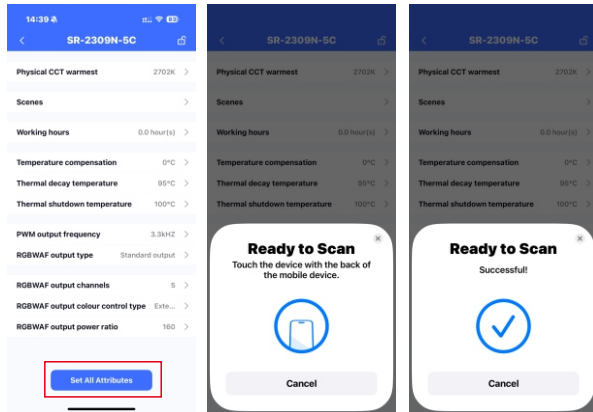 14:39
83
SR-2309N-5C
Physical CCT warmest 2702K
Scenes
Working hours 0.0 hour(s)
Temperature compensation 0°C
Thermal decay temperature 95°C
Thermal shutdown temperature 100°C
PWM output frequency 3.3kHZ
RGBWAF output type Standard output
RGBWAF output channels 5
RGBWAF output colour control type Exte...
RGBWAF output power ratio 160
Set All Attributes
SR-2309N-5C
Physical CCT warmest 2702K
Scenes
Working hours 0.0 hour(s)
Temperature compensation 0°C
Thermal decay temperature 95°C
Thermal shutdown temperature 100°C
Ready to Scan
Touch the device with the back of
the mobile device.
Cancel
SR-2309N-5C
Physical CCT warmest 2702K
Scenes
Working hours 0.0 hour(s)
Temperature compensation 0°C
Thermal decay temperature 95°C
Thermal shutdown temperature 100°C
Ready to Scan
Successful!
Cancel